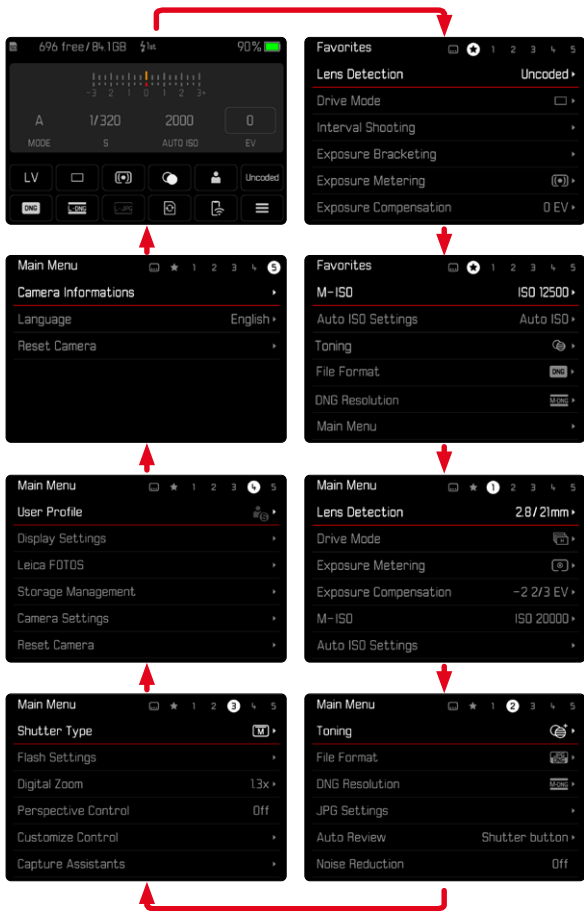 696 free/84.1GB 1st 90%
-3 2 1 0 1 2 3+
A 1/320 2000 0
MODE S AUTO ISO EV
LV Uncoded
DNG L-DNG L-JPG
Favorites 1 2 3 4 5
Lens Detection Uncoded
Drive Mode
Interval Shooting
Exposure Bracketing
Exposure Metering
Exposure Compensation 0 EV
Main Menu 1 2 3 4 5
Camera Informations
Language English
Reset Camera
Favorites 1 2 3 4 5
M-ISO ISO 12500
Auto ISO Settings Auto ISO
Toning
File Format DNG
DNG Resolution M-DNG
Main Menu
Main Menu 1 2 3 4 5
User Profile
Display Settings
Leica FOTOS
Storage Management
Camera Settings
Reset Camera
Main Menu 1 2 3 4 5
Lens Detection 2.8/21mm
Drive Mode H
Exposure Metering
Exposure Compensation -2 2/3 EV
M-ISO ISO 20000
Auto ISO Settings
Main Menu 1 2 3 4 5
Shutter Type M
Flash Settings
Digital Zoom 1.3x
Perspective Control Off
Customize Control
Capture Assistants
Main Menu 1 2 3 4 5
Toning
File Format JPG DNG
DNG Resolution M-DNG
JPG Settings
Auto Review Shutter button
Noise Reduction Off